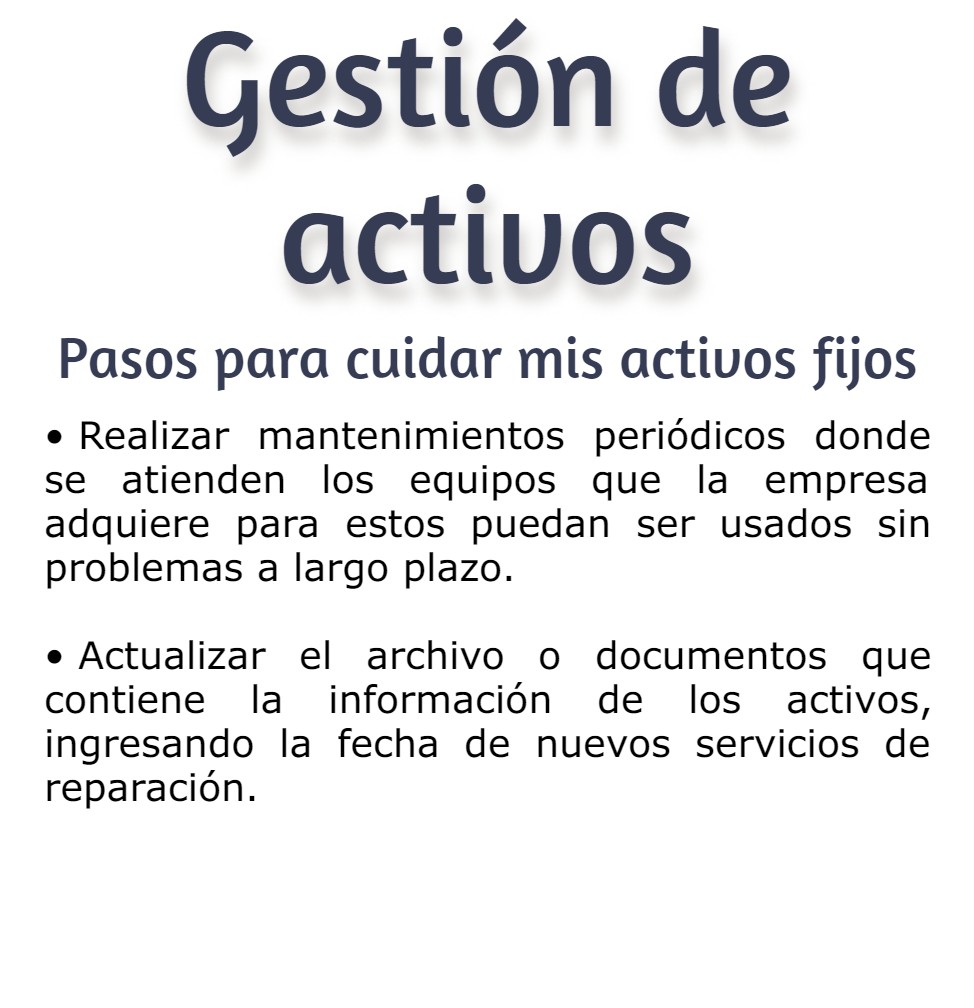 Gestión de
activos
Pasos para cuidar mis activos fijos
• Realizar mantenimientos periódicos donde
se atienden los equipos que la empresa
adquiere para estos puedan ser usados sin
problemas a largo plazo.
• Actualizar el archivo o documentos que
contiene la información de los activos,
ingresando la fecha de nuevos servicios de
reparación.